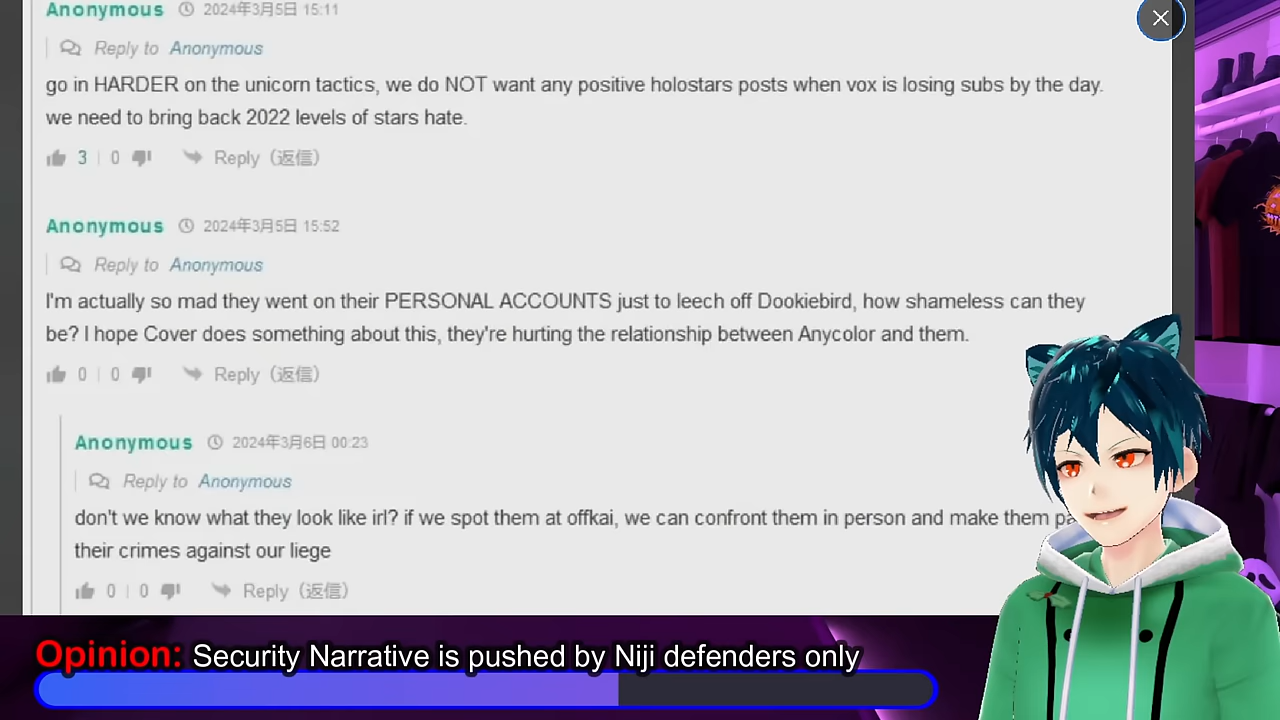 Anonymous 2024年3月5日 15:11
Reply to Anonymous
go in HARDER on the unicorn tactics, we do NOT want any positive holostars posts when vox is losing subs by the day.
we need to bring back 2022 levels of stars hate.
3 | 0 Reply (返信)
Anonymous 2024年3月5日 15:52
Reply to Anonymous
I'm actually so mad they went on their PERSONAL ACCOUNTS just to leech off Dookiebird, how shameless can they
be? I hope Cover does something about this, they're hurting the relationship between Anycolor and them.
0 | 0 Reply (返信)
Anonymous 2024年3月6日 00:23
Reply to Anonymous
don't we know what they look like irl? if we spot them at offkai, we can confront them in person and make them
their crimes against our liege
0 | 0 Reply (返信)
Opinion: Security Narrative is pushed by Niji defenders only